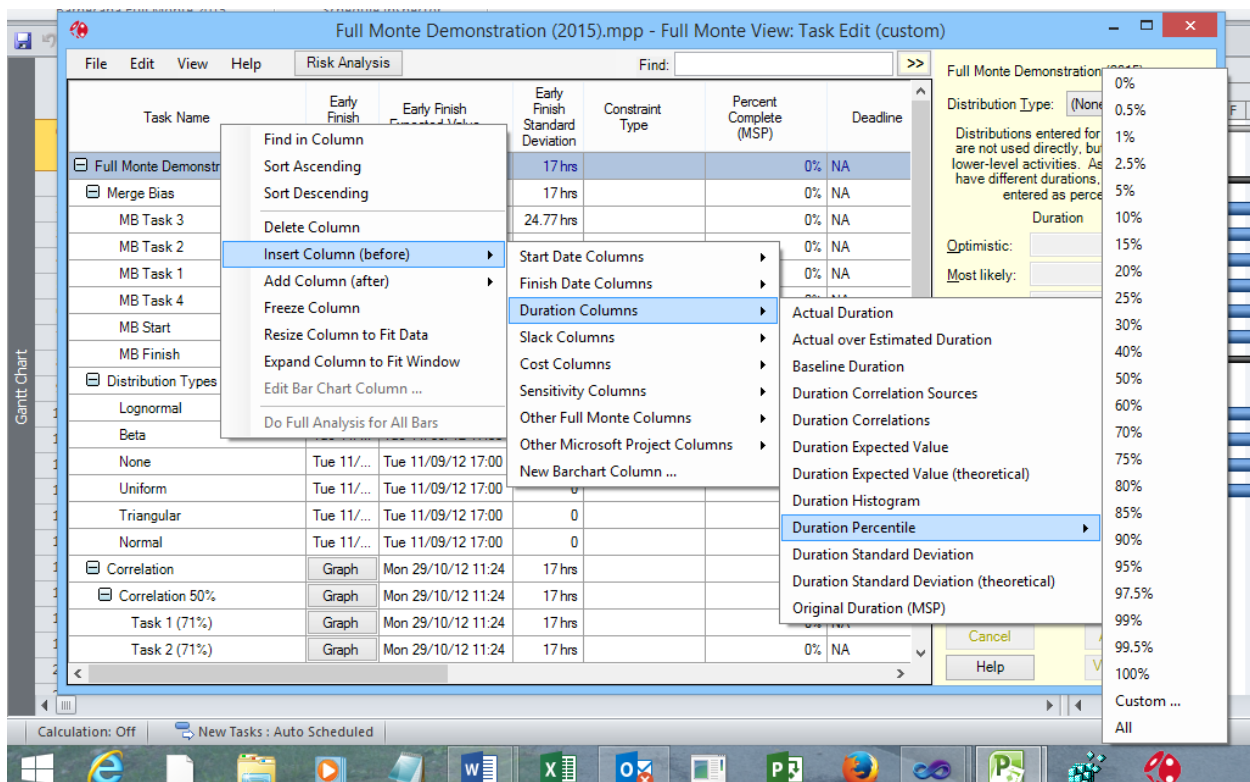 Full Monte Demonstration (2015).mpp - Full Monte View: Task Edit (custom)
File Edit View Help Risk Analysis Find: >>
Task Name
Early Finish
Early Finish
Early Finish Standard Deviation
Constraint Type
Percent Complete (MSP)
Deadline
Full Monte Demonstr 17 hrs 0% NA
Merge Bias 17 hrs 0% NA
MB Task 3 24.77 hrs 0% NA
MB Task 2 0% NA
MB Task 1 0% NA
MB Task 4
MB Start
MB Finish
Distribution Types
Lognormal
Beta
None Tue 11/... Tue 11/09/12 17:00
Uniform Tue 11/... Tue 11/09/12 17:00 0
Triangular Tue 11/... Tue 11/09/12 17:00 0
Normal Tue 11/... Tue 11/09/12 17:00 0
Correlation Graph Mon 29/10/12 11:24 17 hrs
Correlation 50% Graph Mon 29/10/12 11:24 17 hrs
Task 1 (71%) Graph Mon 29/10/12 11:24 17 hrs
Task 2 (71%) Graph Mon 29/10/12 11:24 17 hrs 0% NA
Find in Column
Sort Ascending
Sort Descending
Delete Column
Insert Column (before)
Add Column (after)
Freeze Column
Resize Column to Fit Data
Expand Column to Fit Window
Edit Bar Chart Column ...
Do Full Analysis for All Bars
Start Date Columns
Finish Date Columns
Duration Columns
Slack Columns
Cost Columns
Sensitivity Columns
Other Full Monte Columns
Other Microsoft Project Columns
New Barchart Column ...
Actual Duration
Actual over Estimated Duration
Baseline Duration
Duration Correlation Sources
Duration Correlations
Duration Expected Value
Duration Expected Value (theoretical)
Duration Histogram
Duration Percentile
Duration Standard Deviation
Duration Standard Deviation (theoretical)
Original Duration (MSP)
Full Monte Demonstration
Distribution Type: (None
Distributions entered for
are not used directly, bu
lower-level activities. As
have different durations,
entered as perce
Duration
Optimistic:
Most likely:
Cancel
Help
0%
0.5%
1%
2.5%
5%
10%
15%
20%
25%
30%
40%
50%
60%
70%
75%
80%
85%
90%
95%
97.5%
99%
99.5%
100%
Custom ...
All
Gantt Chart
Calculation: Off New Tasks : Auto Scheduled